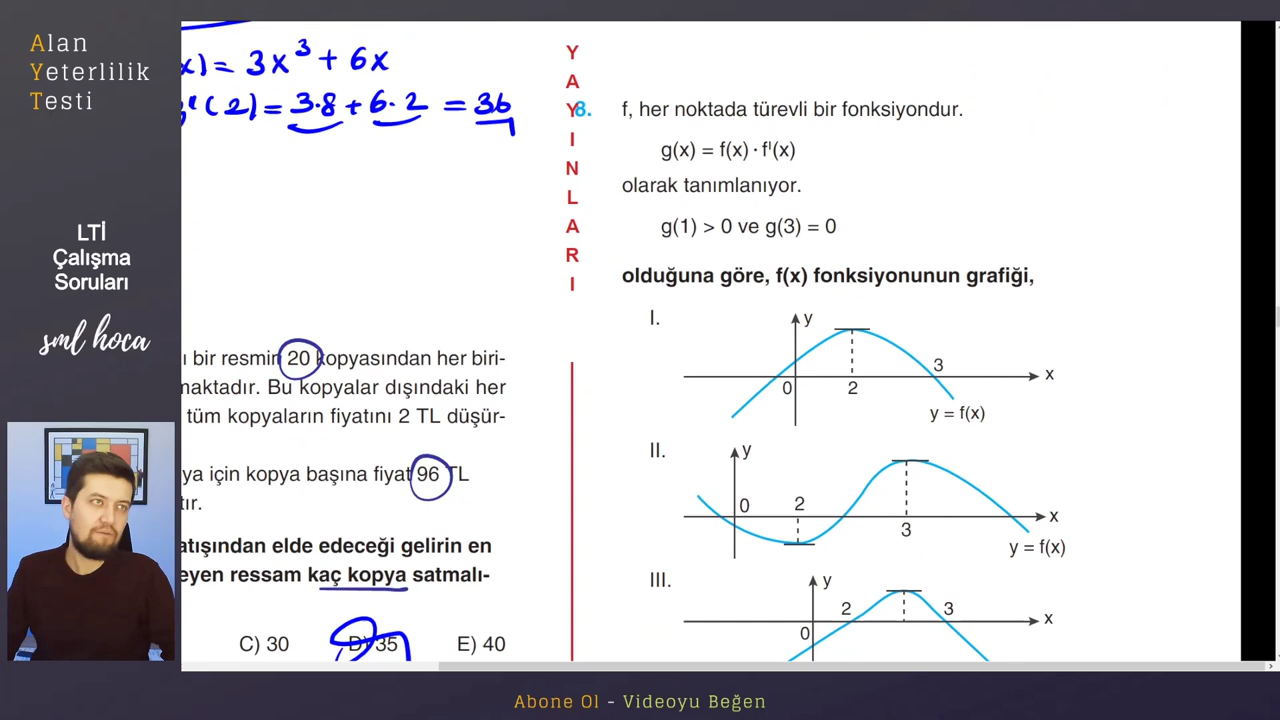 Alan
Yeterlilik
Testi
LTİ
Çalışma
Soruları
sml hoca
x) = 3x³ + 6x
(2) = 3.8 + 6.2 = 36
ı bir resmin 20 kopyasından her biri-
maktadır. Bu kopyalar dışındaki her
tüm kopyaların fiyatını 2 TL düşür-
ya için kopya başına fiyat 96 TL
tır.
atışından elde edeceği gelirin en
eyen ressam kaç kopya satmalı-
C) 30 D) 35 E) 40
YAYINLARI
8. f, her noktada türevli bir fonksiyondur.
g(x) = f(x) · f'(x)
olarak tanımlanıyor.
g(1) > 0 ve g(3) = 0
olduğuna göre, f(x) fonksiyonunun grafiği,
I.
y
3
x
0
2
y = f(x)
II.
y
0
2
x
3
y = f(x)
III.
y
2
3
x
0
Abone Ol - Videoyu Beğen